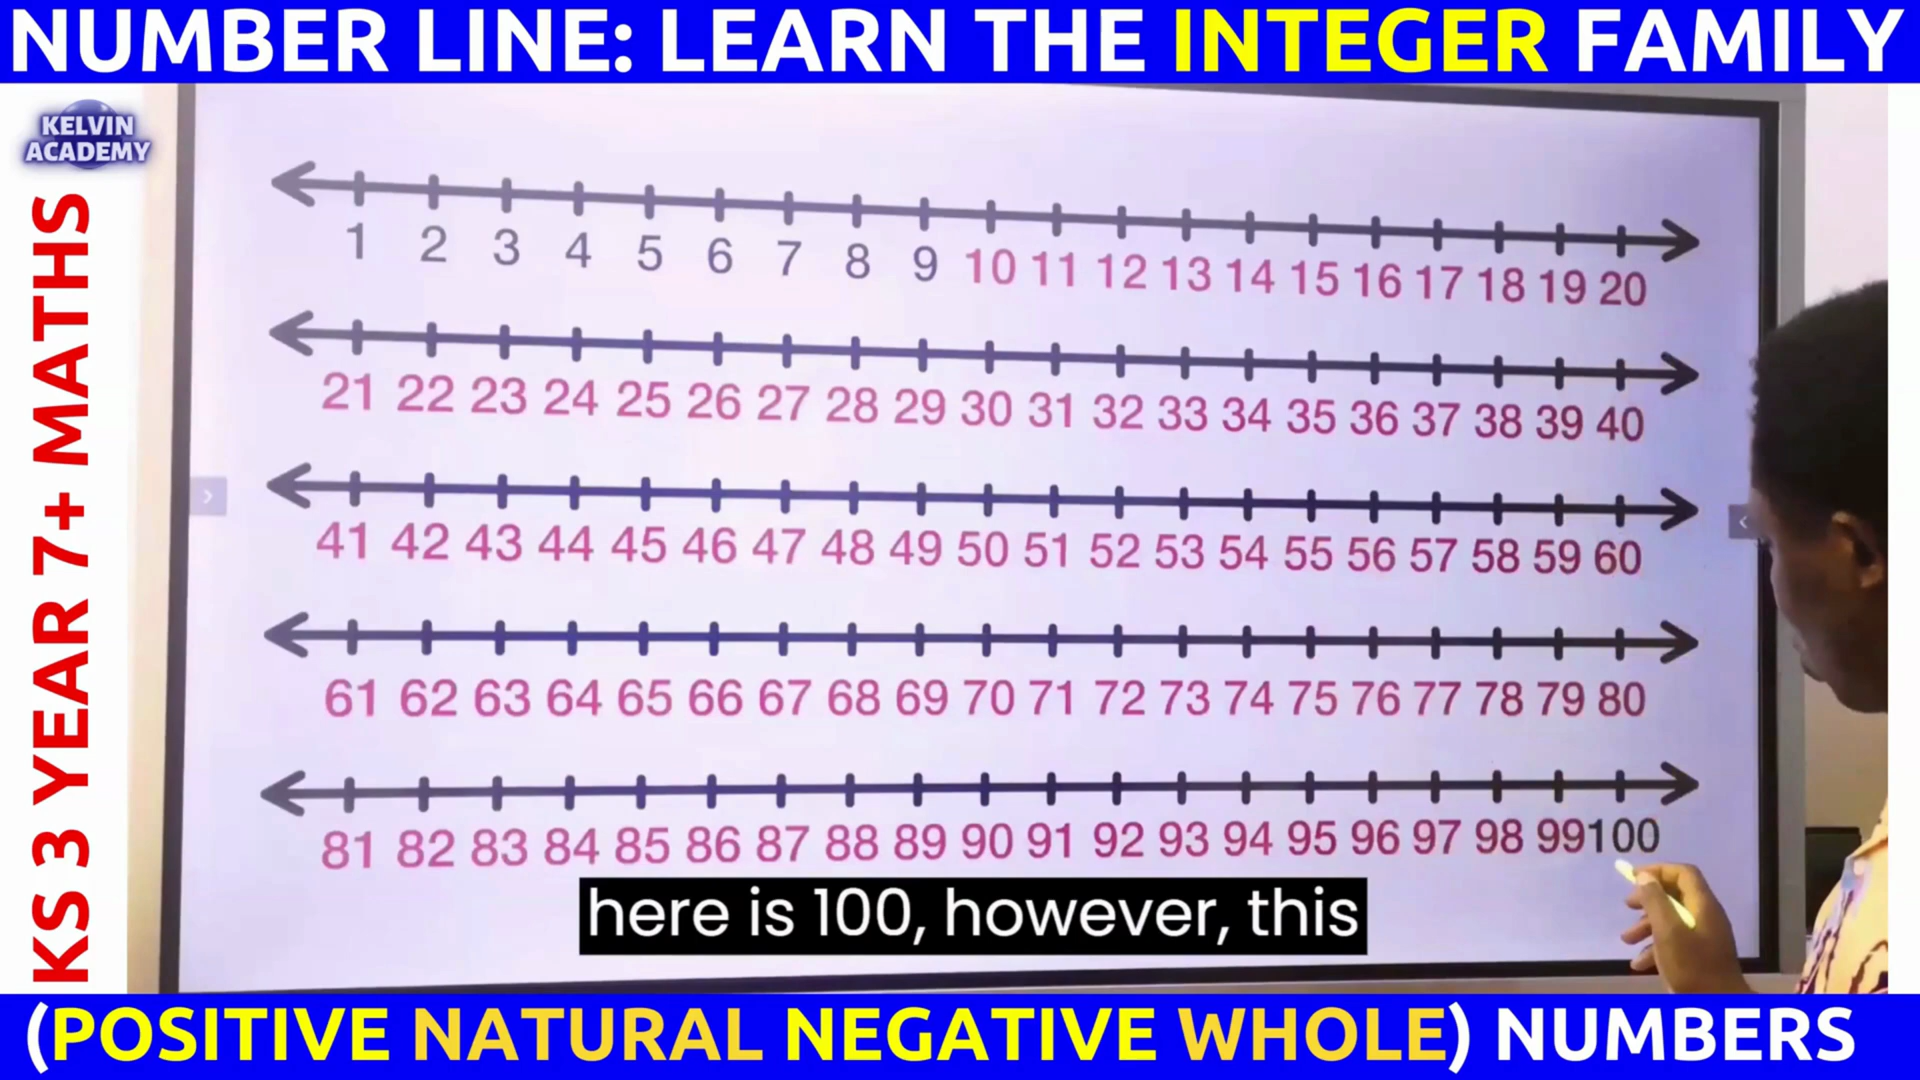 NUMBER LINE: LEARN THE INTEGER FAMILY
KELVIN
ACADEMY
KS 3 YEAR 7+ MATHS
1 2 3 4 5 6 7 8 9 10 11 12 13 14 15 16 17 18 19 20
21 22 23 24 25 26 27 28 29 30 31 32 33 34 35 36 37 38 39 40
41 42 43 44 45 46 47 48 49 50 51 52 53 54 55 56 57 58 59 60
61 62 63 64 65 66 67 68 69 70 71 72 73 74 75 76 77 78 79 80
81 82 83 84 85 86 87 88 89 90 91 92 93 94 95 96 97 98 99 100
here is 100, however, this
(POSITIVE NATURAL NEGATIVE WHOLE) NUMBERS